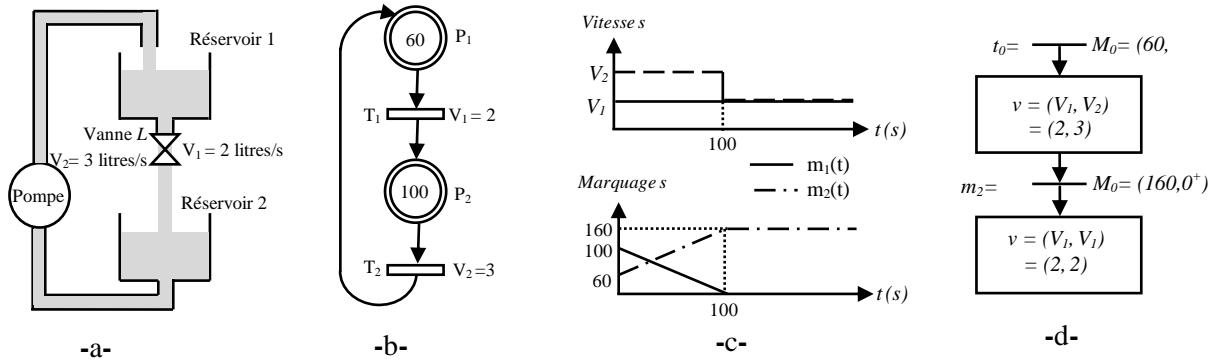 Réservoir 1
Vanne L
V2= 3 litres/s
V1 = 2 litres/s
Pompe
Réservoir 2
-a-
60
P1
T1
V1 = 2
100
P2
T2
V2 =3
-b-
Vitesses
V2
V1
100
t(s)
m1(t)
m2(t)
Marquages
160
100
60
100
t(s)
-c-
t0=
M0= (60,
v = (V1, V2)
= (2, 3)
m2=
M0= (160,0+)
v = (V1, V1)
= (2, 2)
-d-